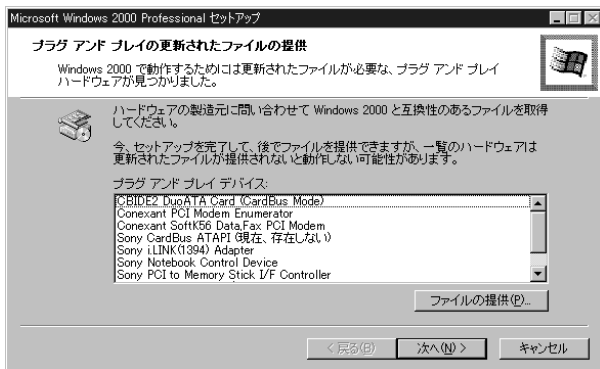 Microsoft Windows 2000 Professional セットアップ
プラグ アンド プレイの更新されたファイルの提供
Windows 2000 で動作するためには更新されたファイルが必要な、プラグ アンド プレイ
ハードウェアが見つかりました。
ハードウェアの製造元に問い合わせて Windows 2000 と互換性のあるファイルを取得
してください。
今、セットアップを完了して、後でファイルを提供できますが、一覧のハードウェアは
更新されたファイルが提供されないと動作しない可能性があります。
プラグ アンド プレイ デバイス:
CBIDE2 DuoATA Card (CardBus Mode)
Conexant PCI Modem Enumerator
Conexant SoftK56 Data,Fax PCI Modem
Sony CardBus ATAPI (現在、存在しない)
Sony i.LINK(1394) Adapter
Sony Notebook Control Device
Sony PCI to Memory Stick I/F Controller
ファイルの提供(P)...
< 戻る(B)
次へ(N) >
キャンセル